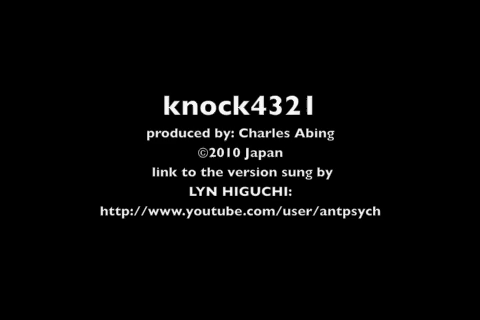 knock4321
produced by: Charles Abing
©2010 Japan
link to the version sung by
LYN HIGUCHI:
http://www.youtube.com/user/antpsych